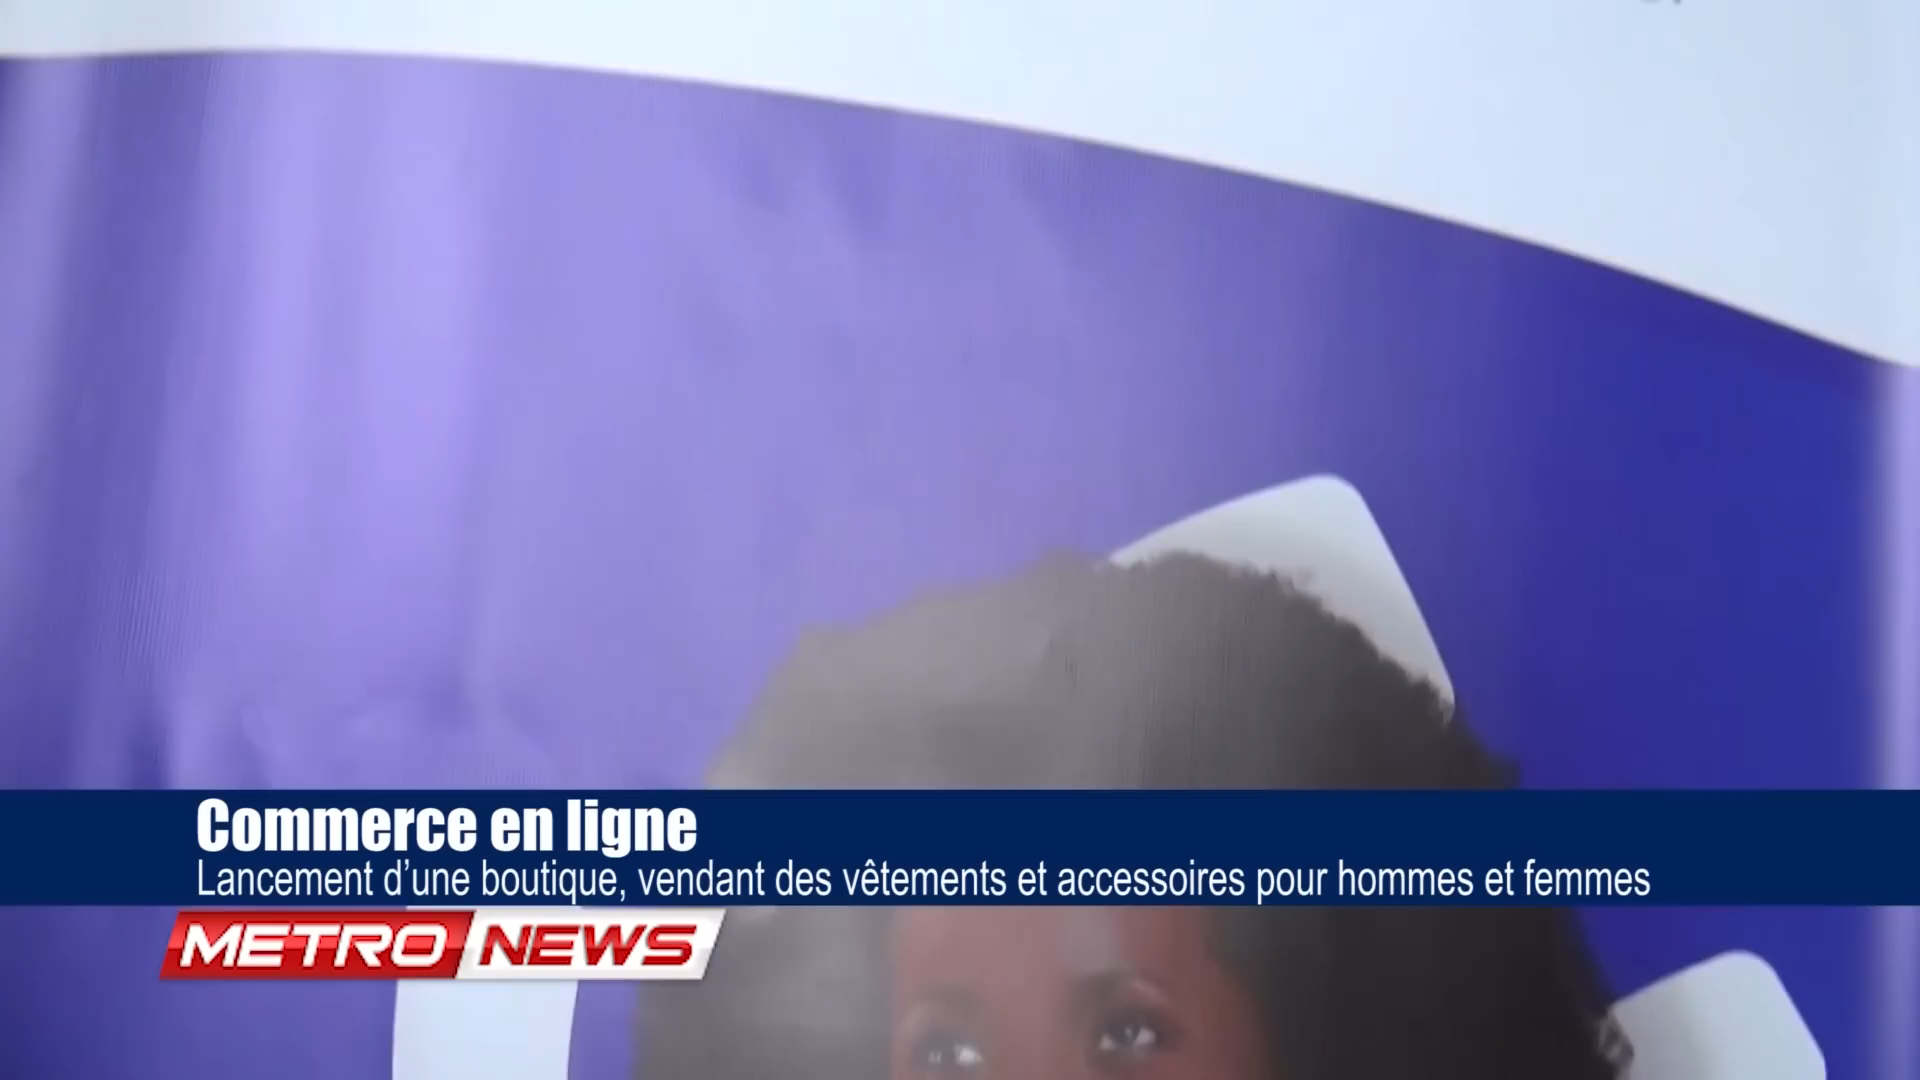 Commerce en ligne
Lancement d’une boutique, vendant des vêtements et accessoires pour hommes et femmes
METRO NEWS